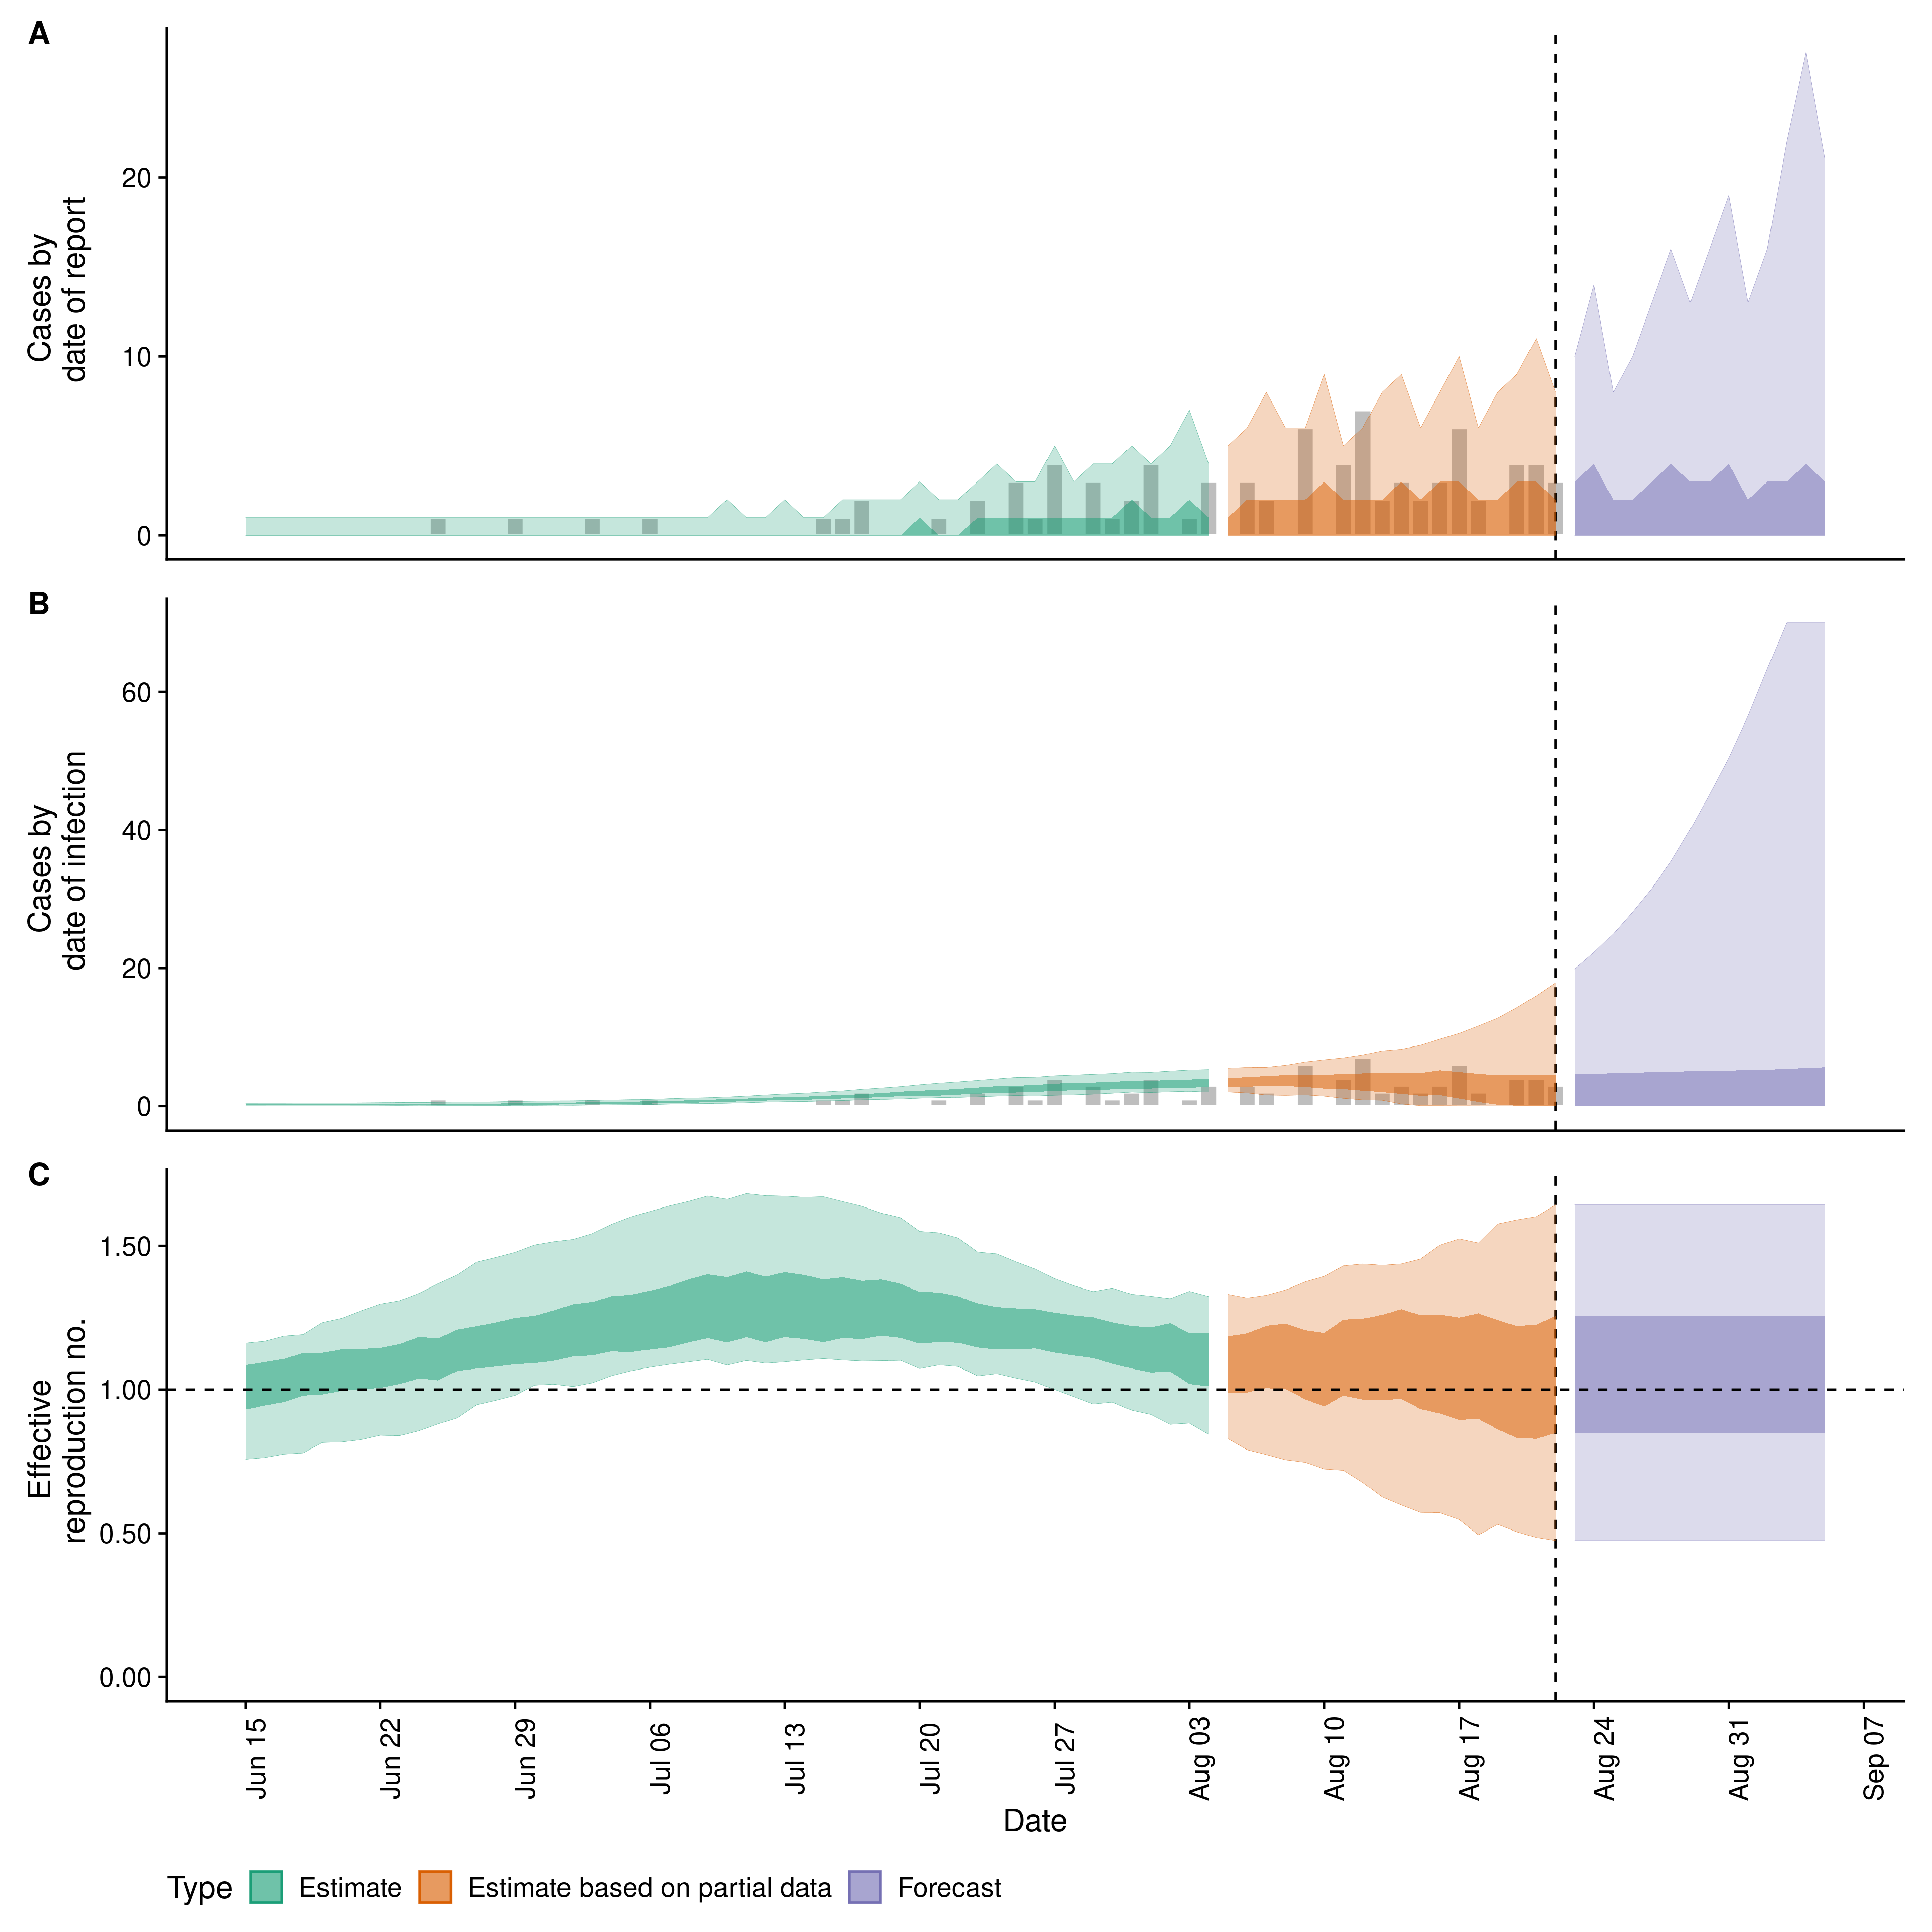 A
Cases by
date of report
20
10
0
B
Cases by
date of infection
60
40
20
0
C
Effective
reproduction no.
1.50
1.00
0.50
0.00
Jun 15
Jun 22
Jun 29
Jul 06
Jul 13
Jul 20
Jul 27
Aug 03
Aug 10
Aug 17
Aug 24
Aug 31
Sep 07
Date
Type Estimate Estimate based on partial data Forecast